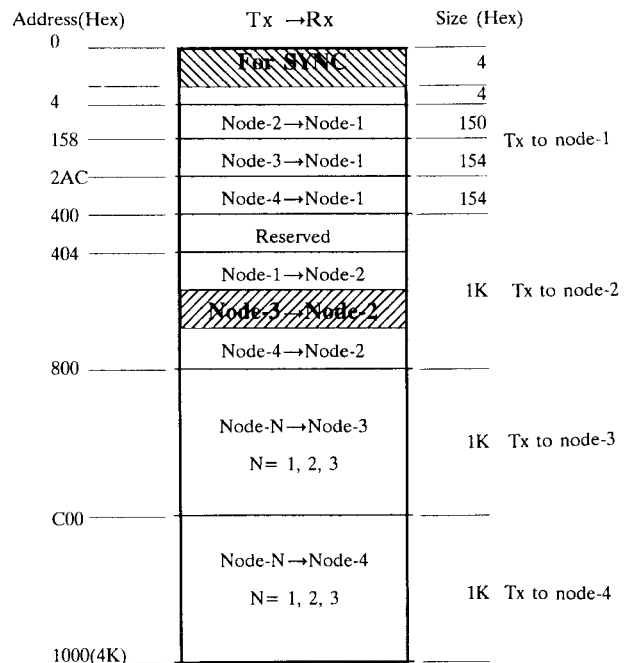 Address(Hex) Tx →Rx Size (Hex)
0
For SYNC 4
4
4
Node-2→Node-1 150
Tx to node-1
158
Node-3→Node-1 154
2AC
Node-4→Node-1 154
400
Reserved
404
Node-1→Node-2
1K Tx to node-2
Node-3→Node-2
Node-4→Node-2
800
Node-N→Node-3
1K Tx to node-3
N= 1, 2, 3
C00
Node-N→Node-4
1K Tx to node-4
N= 1, 2, 3
1000(4K)